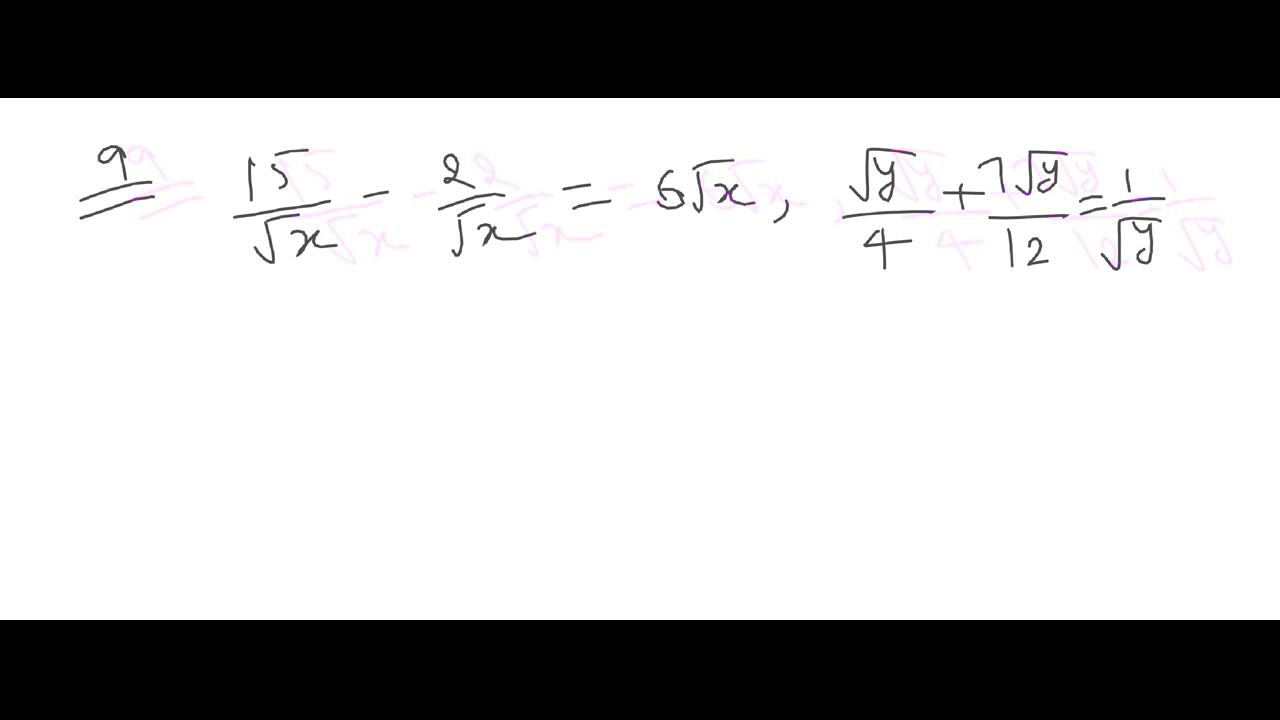 9 15/√x - 2/√x = 6√x, √y/4 + 7√y/12 = 1/√y